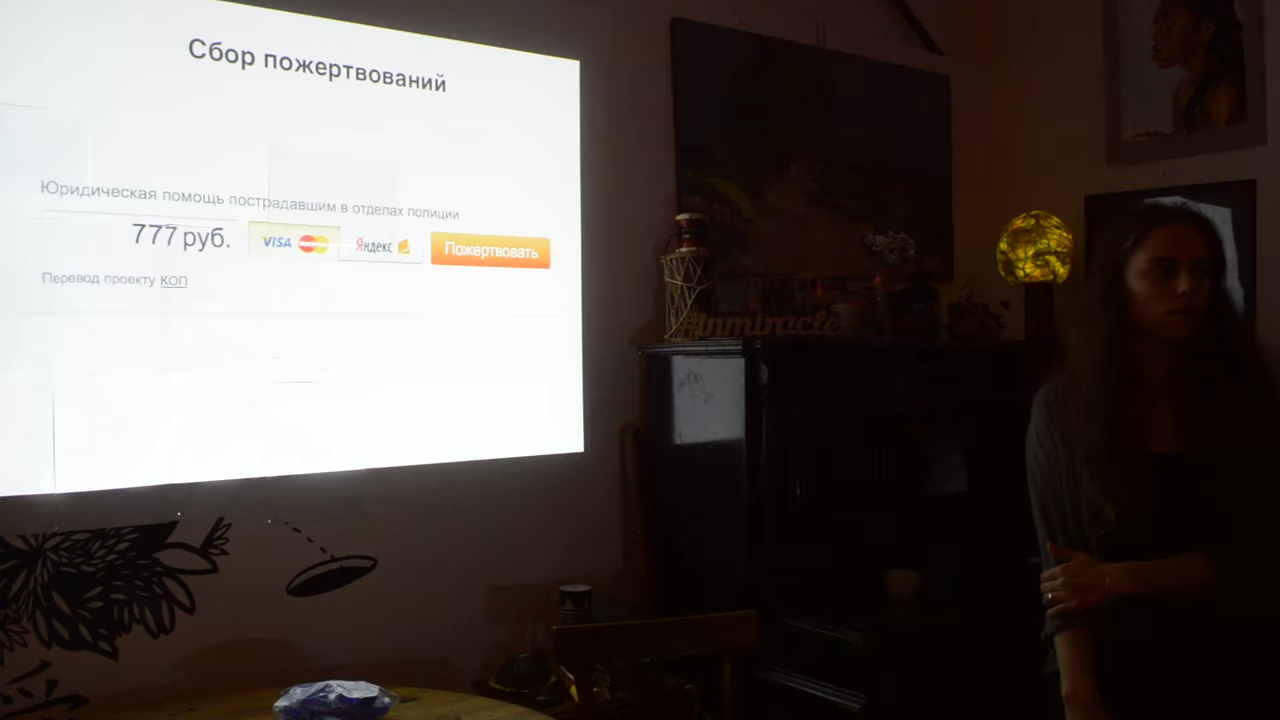 Сбор пожертвований
Юридическая помощь пострадавшим в отделах полиции
777 руб. VISA Яндекс Пожертвовать
Перевод проекту КОП
#inmiracle